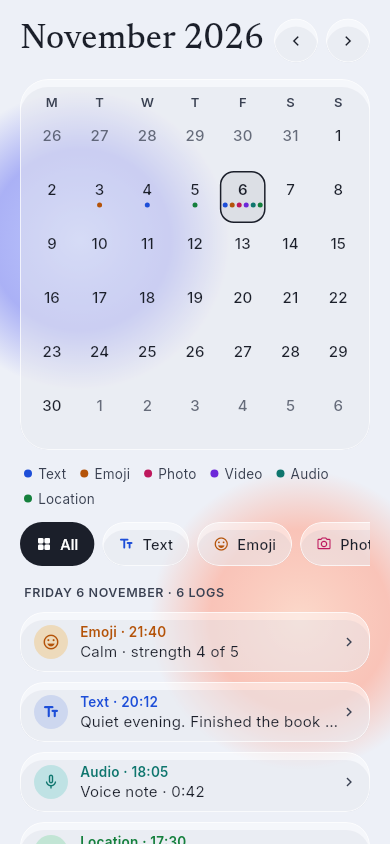 November 2026
M T W T F S S
26 27 28 29 30 31 1
2 3 4 5 6 7 8
9 10 11 12 13 14 15
16 17 18 19 20 21 22
23 24 25 26 27 28 29
30 1 2 3 4 5 6
Text Emoji Photo Video Audio
Location
All Text Emoji Phot
FRIDAY 6 NOVEMBER · 6 LOGS
Emoji · 21:40
Calm · strength 4 of 5
Text · 20:12
Quiet evening. Finished the book ...
Audio · 18:05
Voice note · 0:42
Location · 17:30